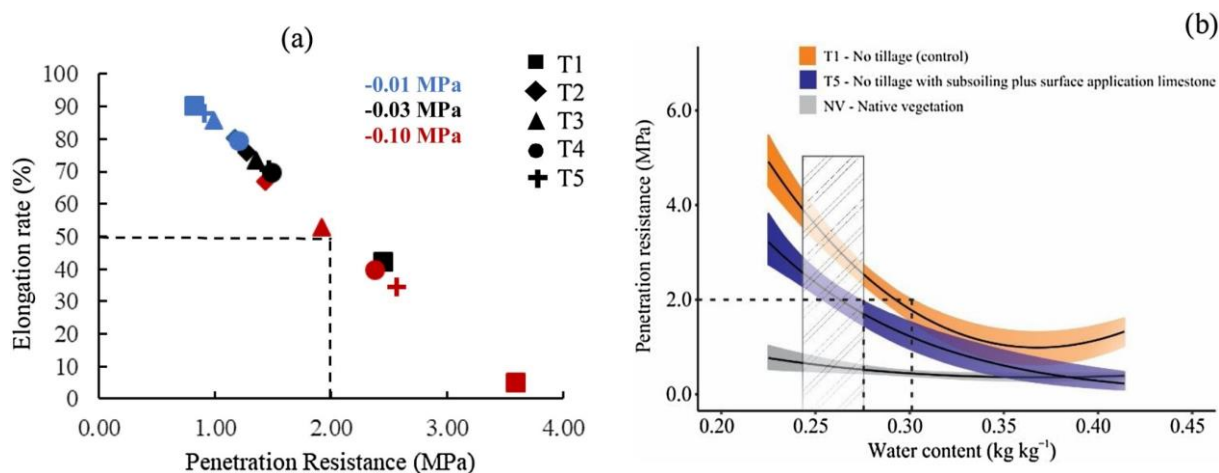 (a)
-0.01 MPa
-0.03 MPa
-0.10 MPa
T1
T2
T3
T4
T5
Elongation rate (%)
100
90
80
70
60
50
40
30
20
10
0
0.00 1.00 2.00 3.00 4.00
Penetration Resistance (MPa)
(b)
T1 - No tillage (control)
T5 - No tillage with subsoiling plus surface application limestone
NV - Native vegetation
Penetration resistance (MPa)
6.0
4.0
2.0
0.0
0.20 0.25 0.30 0.35 0.40 0.45
Water content (kg kg⁻¹)